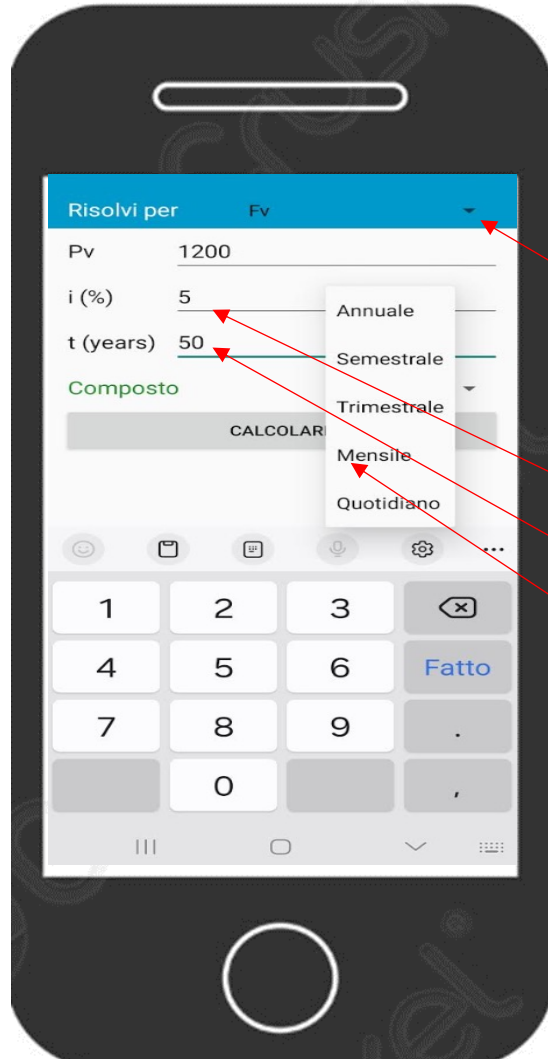 Risolvi per Fv
Pv 1200
i (%) 5
t (years) 50
Annuale
Semestrale
Composto
Trimestrale
CALCOLAR
Mensile
Quotidiano
1 2 3
4 5 6 Fatto
7 8 9 .
0 ,